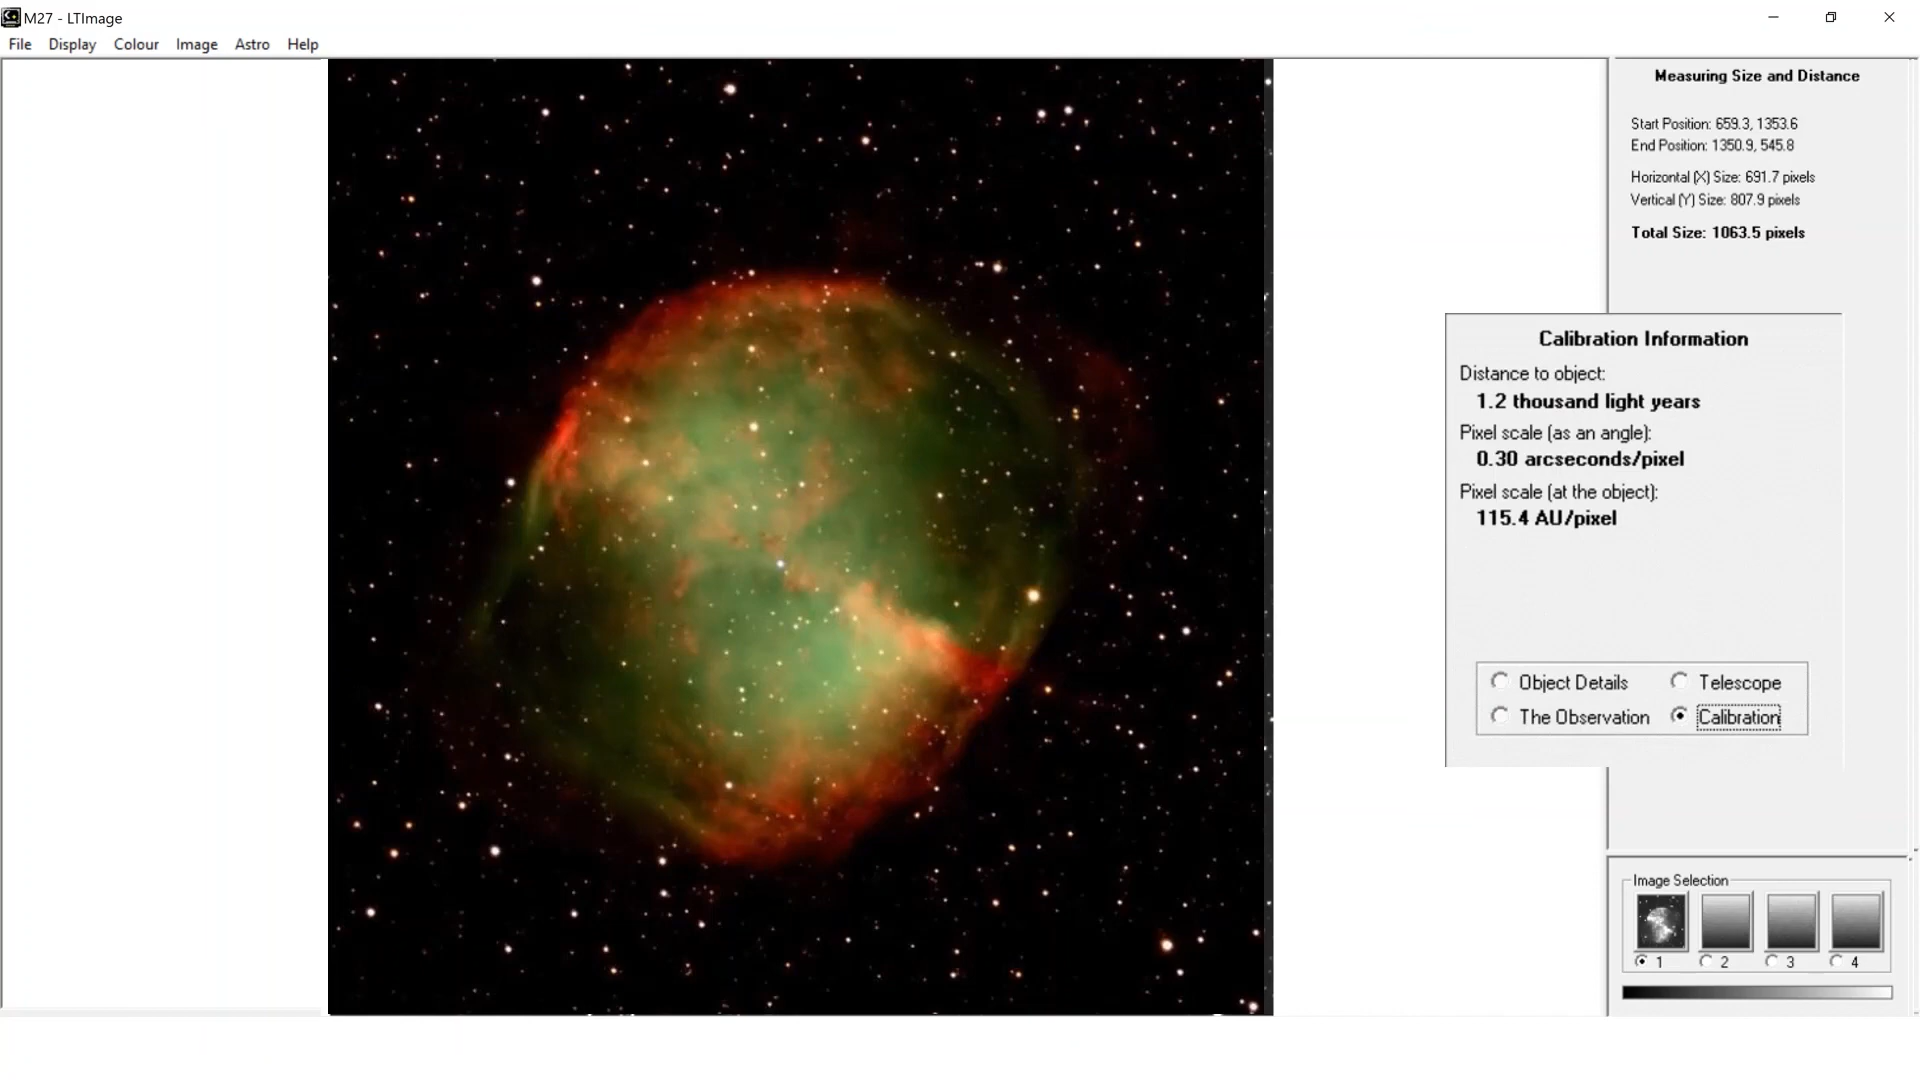 M27 - LTImage
File Display Colour Image Astro Help
Measuring Size and Distance
Start Position: 659.3, 1353.6
End Position: 1350.9, 545.8
Horizontal (X) Size: 691.7 pixels
Vertical (Y) Size: 807.9 pixels
Total Size: 1063.5 pixels
Calibration Information
Distance to object:
1.2 thousand light years
Pixel scale (as an angle):
0.30 arcseconds/pixel
Pixel scale (at the object):
115.4 AU/pixel
Object Details Telescope
The Observation Calibration
Image Selection
1 2 3 4